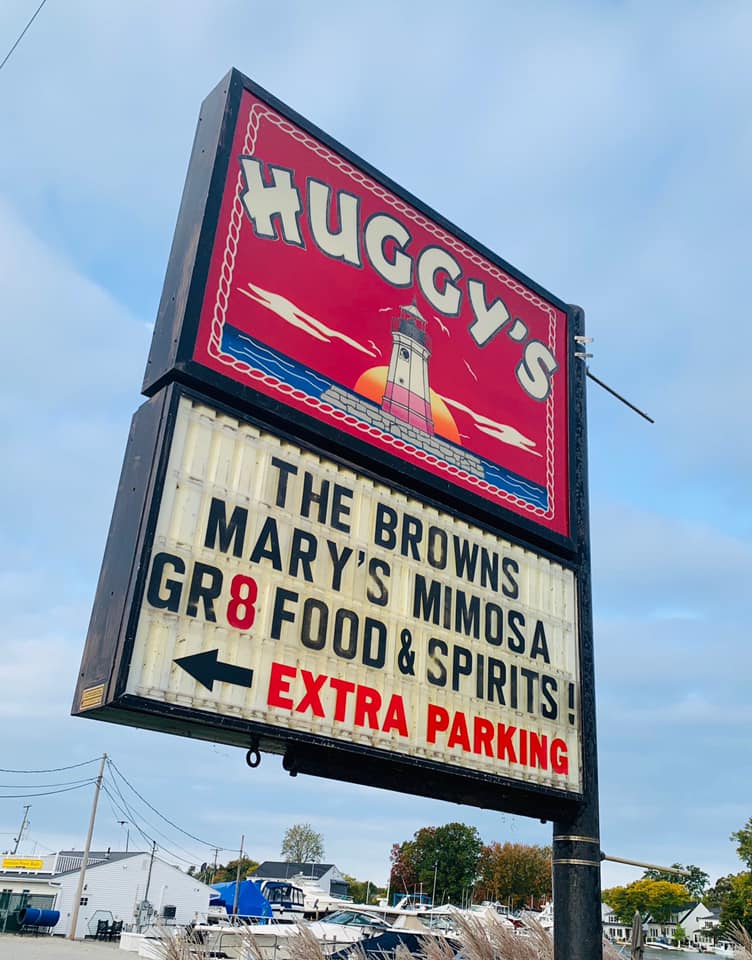 HUGGY'S
THE BROWNS
MARY'S MIMOSA
GR8 FOOD & SPIRITS!
EXTRA PARKING